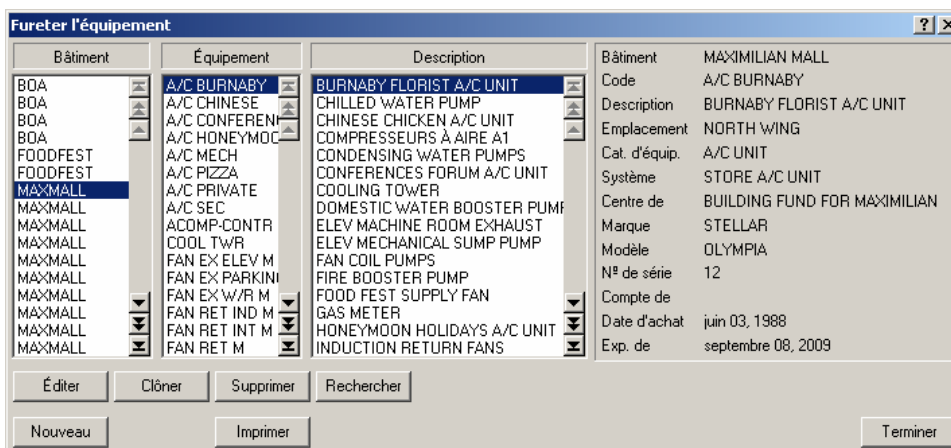 Fureter l'équipement
Bâtiment
BOA
BOA
BOA
BOA
FOODFEST
FOODFEST
MAXMALL
MAXMALL
MAXMALL
MAXMALL
MAXMALL
MAXMALL
MAXMALL
MAXMALL
MAXMALL
MAXMALL
Équipement
A/C BURNABY
A/C CHINESE
A/C CONFEREN
A/C HONEYMOO
A/C MECH
A/C PIZZA
A/C PRIVATE
A/C SEC
ACOMP-CONTR
COOL TWR
FAN EX ELEV M
FAN EX PARKIN
FAN EX W/R M
FAN RET IND M
FAN RET INT M
FAN RET M
Description
BURNABY FLORIST A/C UNIT
CHILLED WATER PUMP
CHINESE CHICKEN A/C UNIT
COMPRESSEURS À AIRE A1
CONDENSING WATER PUMPS
CONFERENCES FORUM A/C UNIT
COOLING TOWER
DOMESTIC WATER BOOSTER PUMP
ELEV MACHINE ROOM EXHAUST
ELEV MECHANICAL SUMP PUMP
FAN COIL PUMPS
FIRE BOOSTER PUMP
FOOD FEST SUPPLY FAN
GAS METER
HONEYMOON HOLIDAYS A/C UNIT
INDUCTION RETURN FANS
Bâtiment MAXIMILIAN MALL
Code A/C BURNABY
Description BURNABY FLORIST A/C UNIT
Emplacement NORTH WING
Cat. d'équip. A/C UNIT
Système STORE A/C UNIT
Centre de BUILDING FUND FOR MAXIMILIAN
Marque STELLAR
Modèle OLYMPIA
Nº de série 12
Compte de
Date d'achat juin 03, 1988
Exp. de septembre 08, 2009
Éditer Clôner Supprimer Rechercher
Nouveau Imprimer Terminer